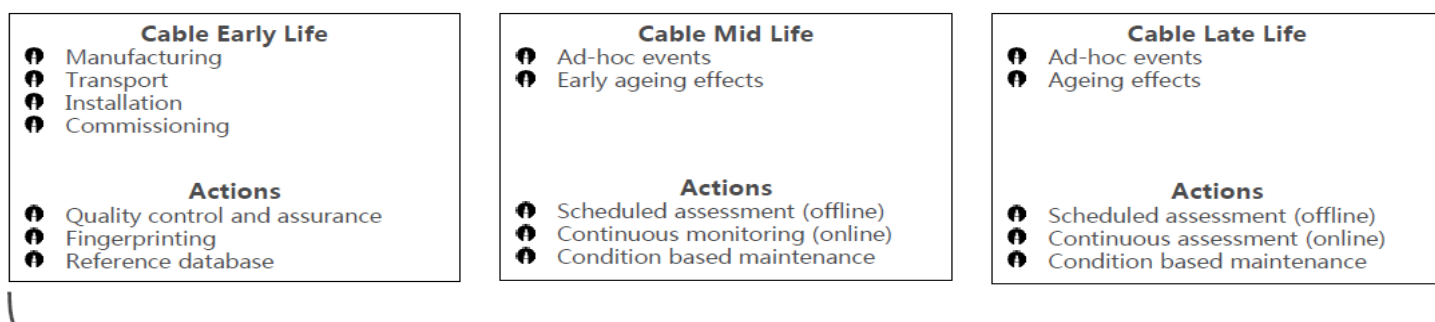 Cable Early Life
Manufacturing
Transport
Installation
Commissioning
Actions
Quality control and assurance
Fingerprinting
Reference database
Cable Mid Life
Ad-hoc events
Early ageing effects
Actions
Scheduled assessment (offline)
Continuous monitoring (online)
Condition based maintenance
Cable Late Life
Ad-hoc events
Ageing effects
Actions
Scheduled assessment (offline)
Continuous assessment (online)
Condition based maintenance